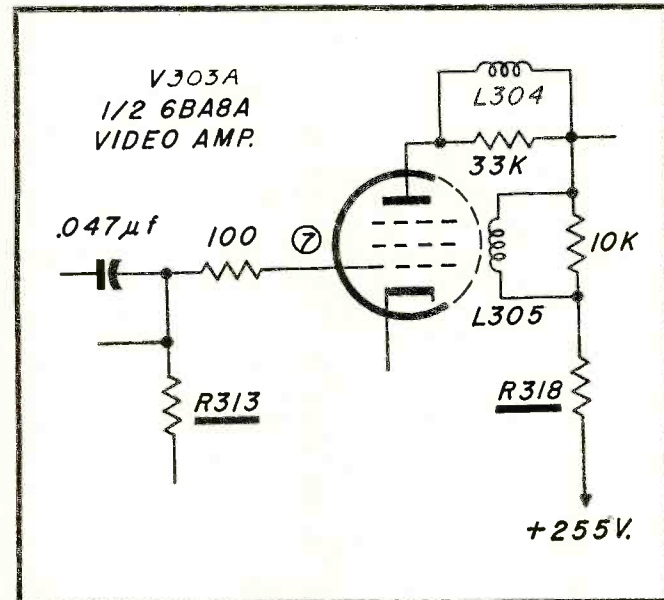 V303A
1/2 6BA8A
VIDEO AMP.
L304
33K
.047µf
100
7
10K
L305
R313
R318
+255V.